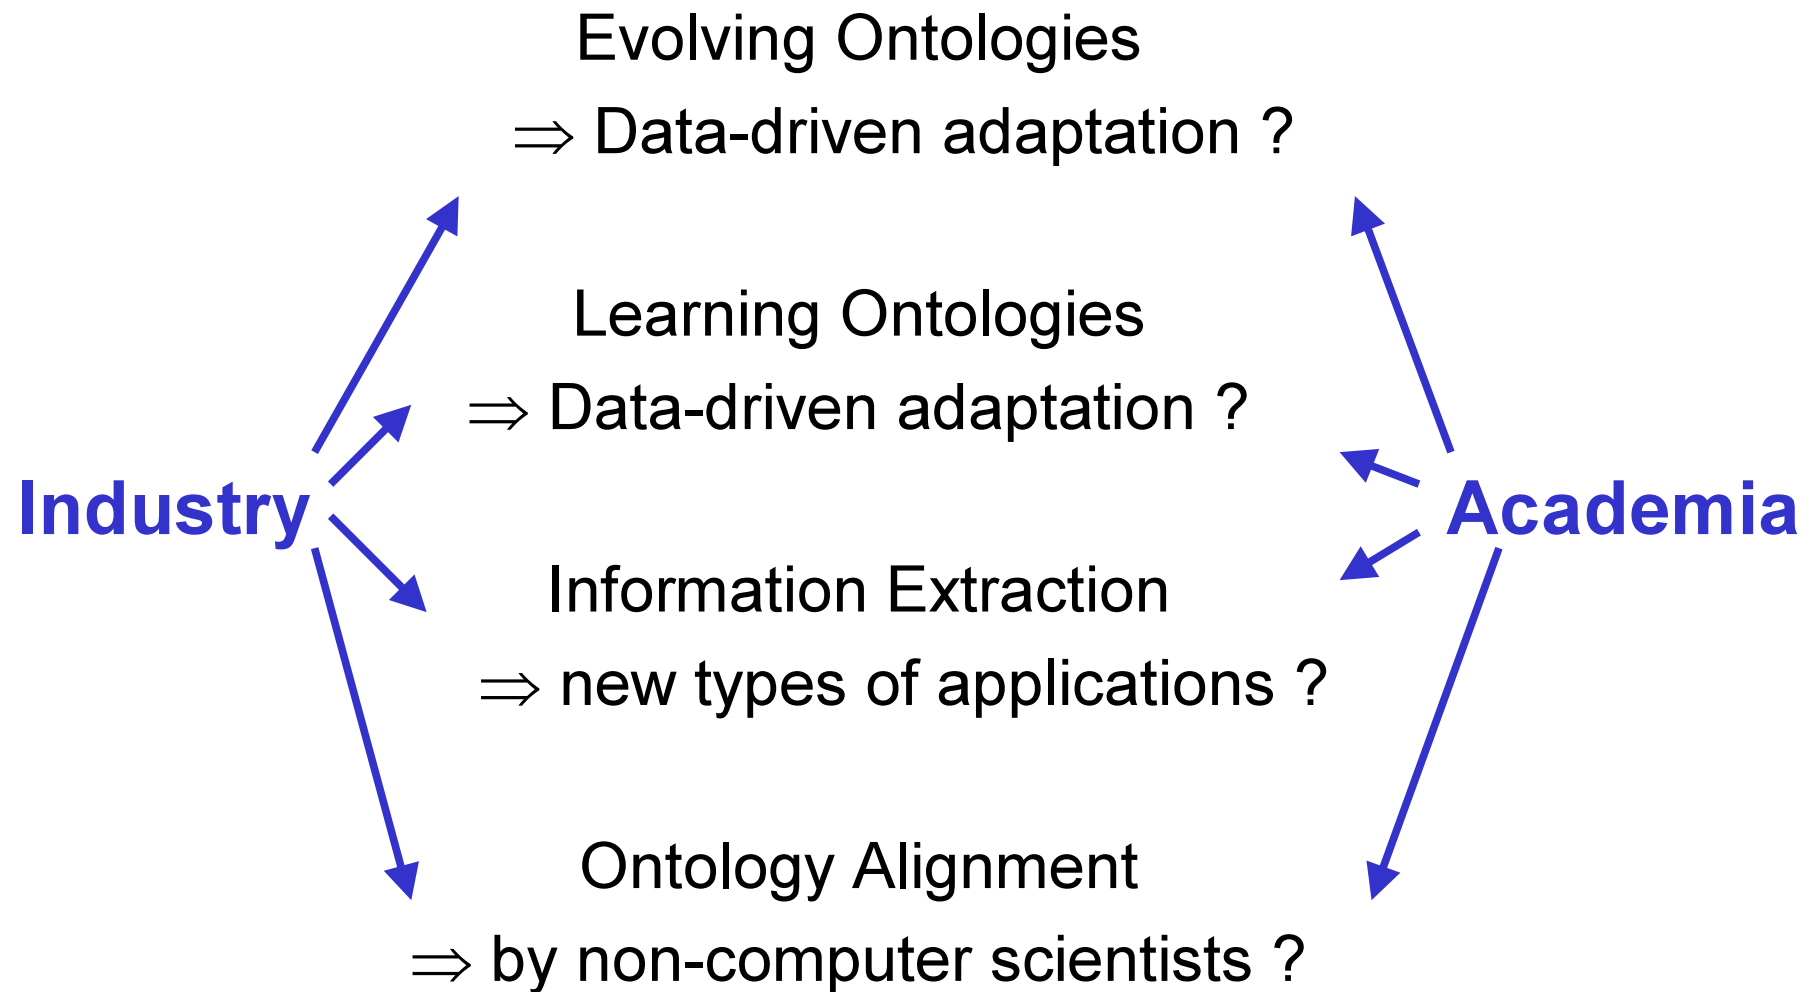 Evolving Ontologies
⇒ Data-driven adaptation ?
Learning Ontologies
⇒ Data-driven adaptation ?
Industry
Academia
Information Extraction
⇒ new types of applications ?
Ontology Alignment
⇒ by non-computer scientists ?